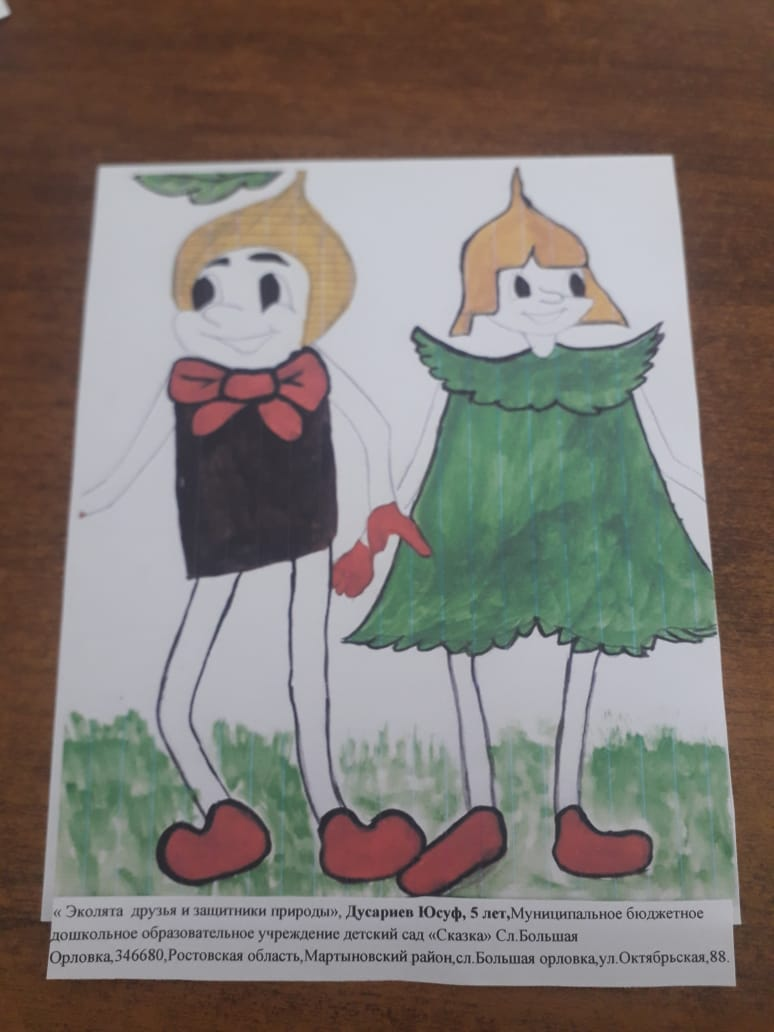 « Эколята друзья и защитники природы», Дусариев Юсуф, 5 лет,Муниципальное бюджетное
дошкольное образовательное учреждение детский сад «Сказка» Сл.Большая
Орловка,346680,Ростовская область,Мартыновский район,сл.Большая орловка,ул.Октябрьская,88.